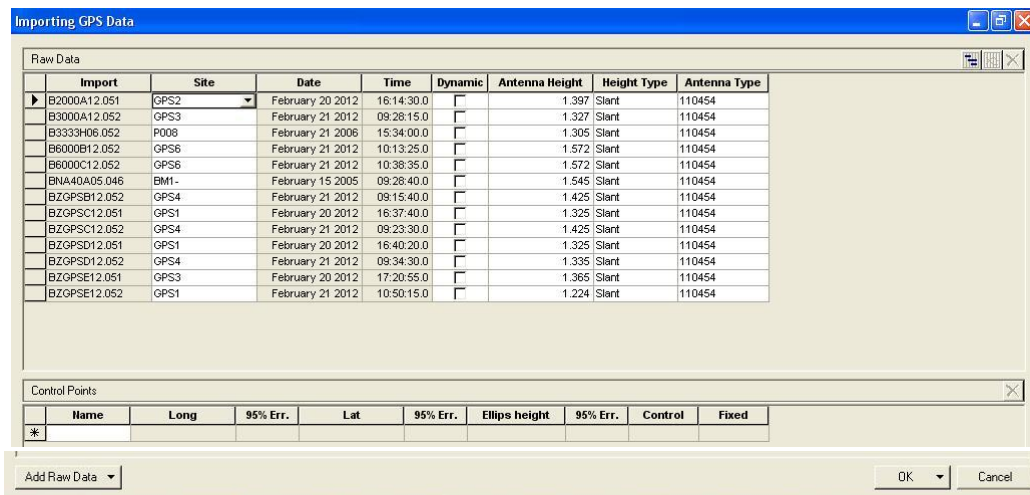 Importing GPS Data
Raw Data
Import Site Date Time Dynamic Antenna Height Height Type Antenna Type
B2000A12.051 GPS2 February 20 2012 16:14:30.0 1.397 Slant 110454
B3000A12.052 GPS3 February 21 2012 09:28:15.0 1.327 Slant 110454
B3333H06.052 P008 February 21 2006 15:34:00.0 1.305 Slant 110454
B6000B12.052 GPS6 February 21 2012 10:13:25.0 1.572 Slant 110454
B6000C12.052 GPS6 February 21 2012 10:38:35.0 1.572 Slant 110454
BNA40A05.046 BM1- February 15 2005 09:28:40.0 1.545 Slant 110454
BZGPSB12.052 GPS4 February 21 2012 09:15:40.0 1.425 Slant 110454
BZGPSC12.051 GPS1 February 20 2012 16:37:40.0 1.325 Slant 110454
BZGPSC12.052 GPS4 February 21 2012 09:23:30.0 1.425 Slant 110454
BZGPSD12.051 GPS1 February 20 2012 16:40:20.0 1.325 Slant 110454
BZGPSD12.052 GPS4 February 21 2012 09:34:30.0 1.335 Slant 110454
BZGPSE12.051 GPS3 February 20 2012 17:20:55.0 1.365 Slant 110454
BZGPSE12.052 GPS1 February 21 2012 10:50:15.0 1.224 Slant 110454
Control Points
Name Long 95% Err. Lat 95% Err. Ellips height 95% Err. Control Fixed
*
Add Raw Data OK Cancel